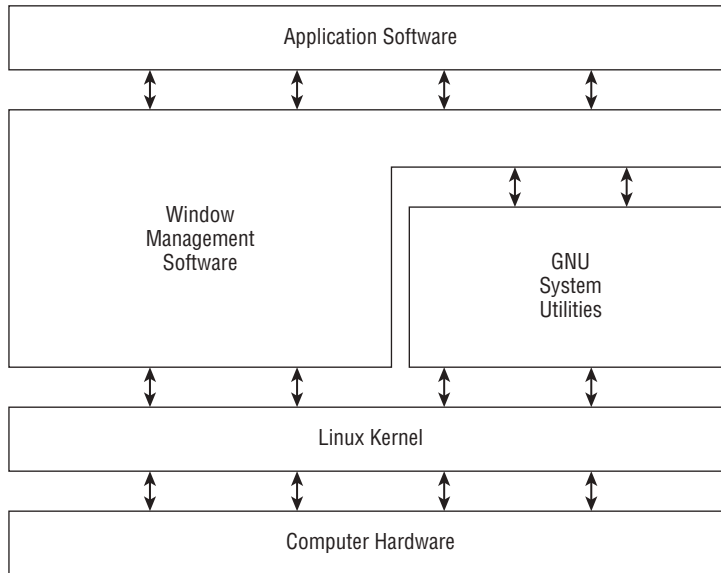 Application Software
Window
Management
Software
GNU
System
Utilities
Linux Kernel
Computer Hardware